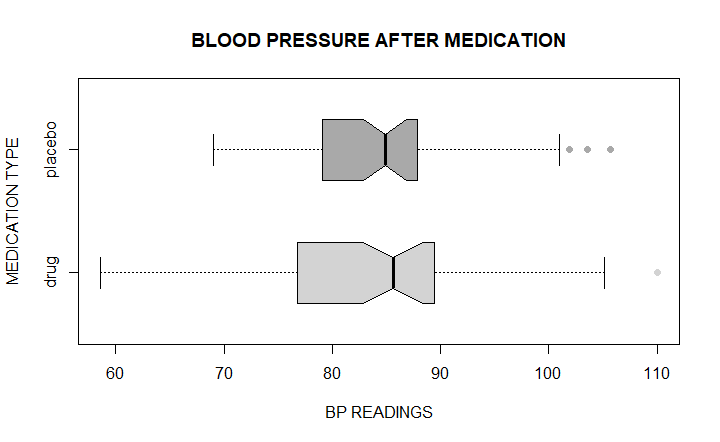 BLOOD PRESSURE AFTER MEDICATION
MEDICATION TYPE
placebo
drug
60 70 80 90 100 110
BP READINGS